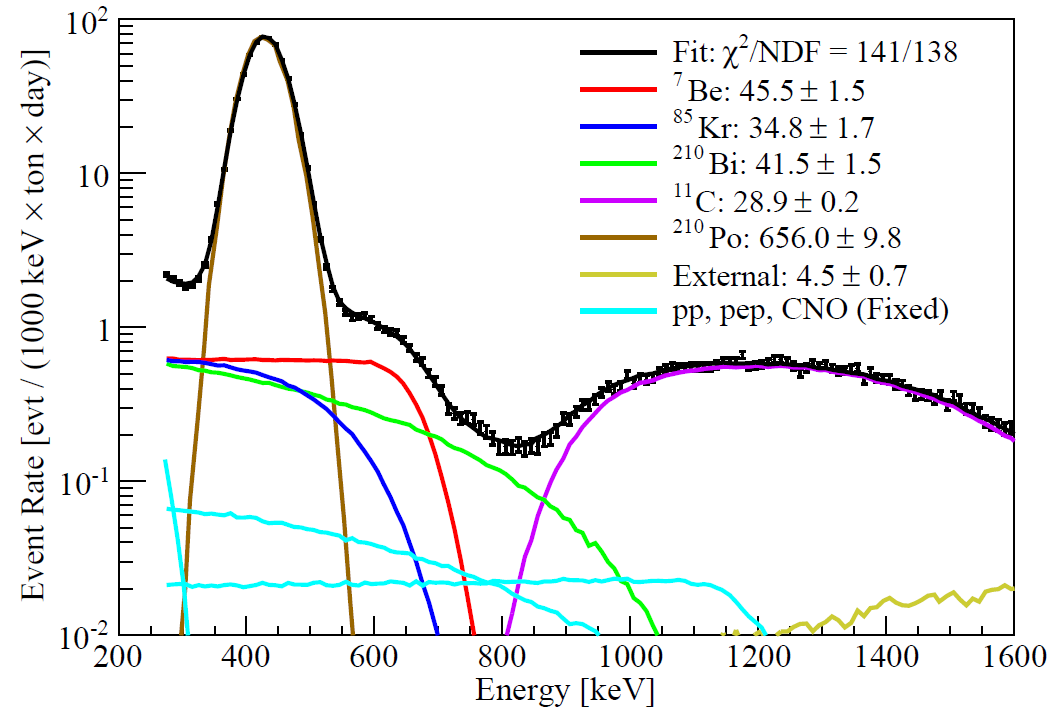 Event Rate [evt / (1000 keV × ton × day)]
10²
10
1
10⁻¹
10⁻²
Fit: χ²/NDF = 141/138
⁷Be: 45.5 ± 1.5
⁸⁵Kr: 34.8 ± 1.7
²¹⁰Bi: 41.5 ± 1.5
¹¹C: 28.9 ± 0.2
²¹⁰Po: 656.0 ± 9.8
External: 4.5 ± 0.7
pp, pep, CNO (Fixed)
200 400 600 800 1000 1200 1400 1600
Energy [keV]